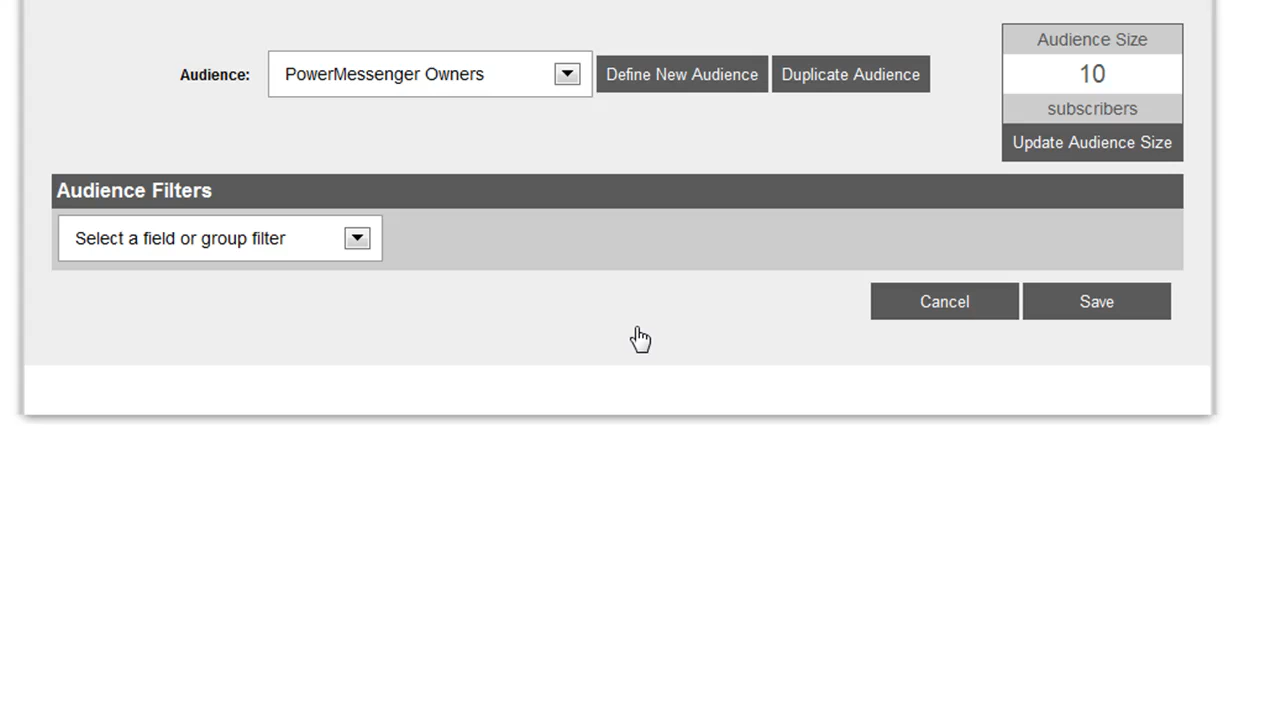 Audience Size
Audience: PowerMessenger Owners Define New Audience Duplicate Audience 10
subscribers
Update Audience Size
Audience Filters
Select a field or group filter
Cancel Save